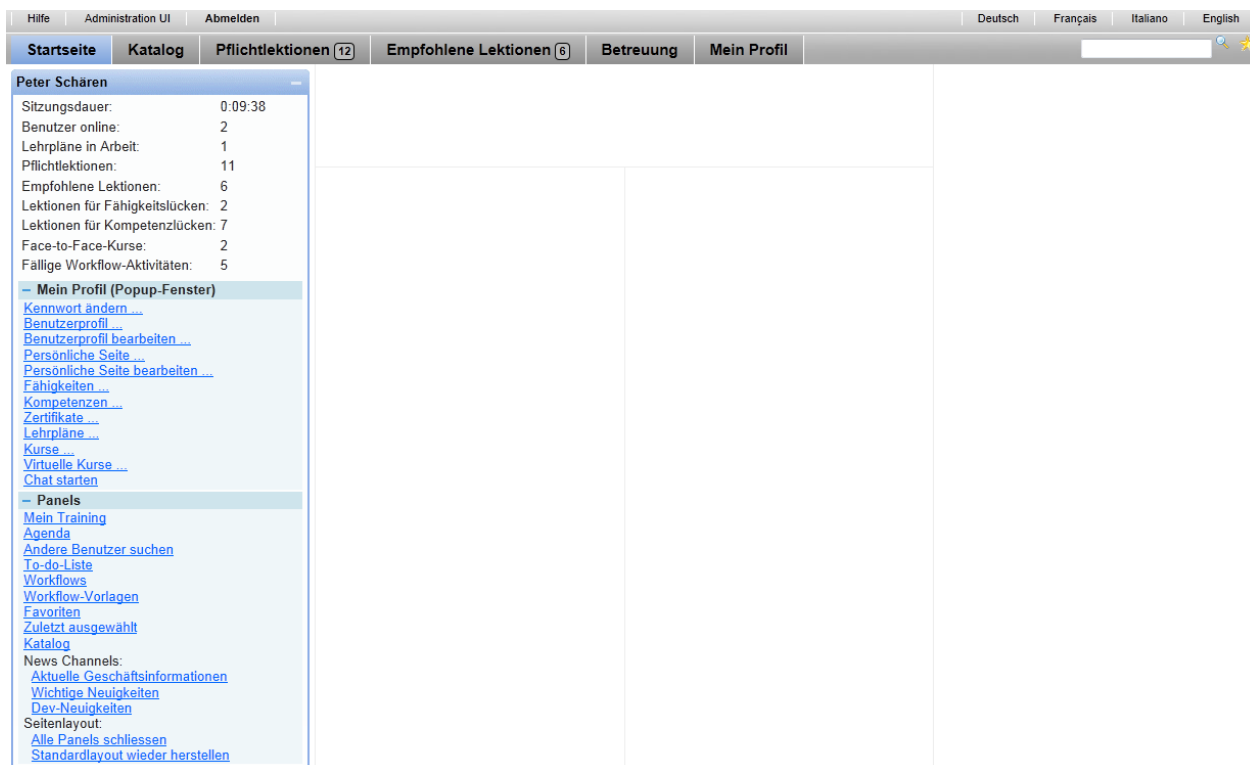 Hilfe Administration UI Abmelden Deutsch Français Italiano English
Startseite Katalog Pflichtlektionen 12 Empfohlene Lektionen 6 Betreuung Mein Profil
Peter Schären
Sitzungsdauer: 0:09:38
Benutzer online: 2
Lehrpläne in Arbeit: 1
Pflichtlektionen: 11
Empfohlene Lektionen: 6
Lektionen für Fähigkeitslücken: 2
Lektionen für Kompetenzlücken: 7
Face-to-Face-Kurse: 2
Fällige Workflow-Aktivitäten: 5
– Mein Profil (Popup-Fenster)
Kennwort ändern ...
Benutzerprofil ...
Benutzerprofil bearbeiten ...
Persönliche Seite ...
Persönliche Seite bearbeiten ...
Fähigkeiten ...
Kompetenzen ...
Zertifikate ...
Lehrpläne ...
Kurse ...
Virtuelle Kurse ...
Chat starten
– Panels
Mein Training
Agenda
Andere Benutzer suchen
To-do-Liste
Workflows
Workflow-Vorlagen
Favoriten
Zuletzt ausgewählt
Katalog
News Channels:
Aktuelle Geschäftsinformationen
Wichtige Neuigkeiten
Dev-Neuigkeiten
Seitenlayout:
Alle Panels schliessen
Standardlayout wieder herstellen